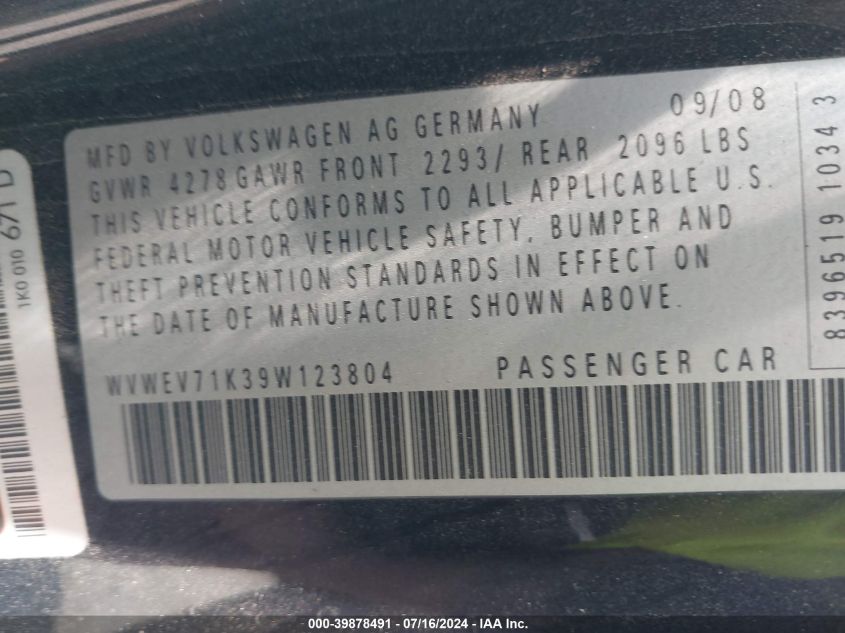 MFD BY VOLKSWAGEN AG GERMANY 09/08
GVWR 4278 GAWR FRONT 2293/ REAR 2096 LBS
THIS VEHICLE CONFORMS TO ALL APPLICABLE U.S.
FEDERAL MOTOR VEHICLE SAFETY, BUMPER AND
THEFT PREVENTION STANDARDS IN EFFECT ON
THE DATE OF MANUFACTURE SHOWN ABOVE.
WVWEV71K39W123804 PASSENGER CAR
8396519 1034 3
1K0 010 671 D
000-39878491 - 07/16/2024 - IAA Inc.